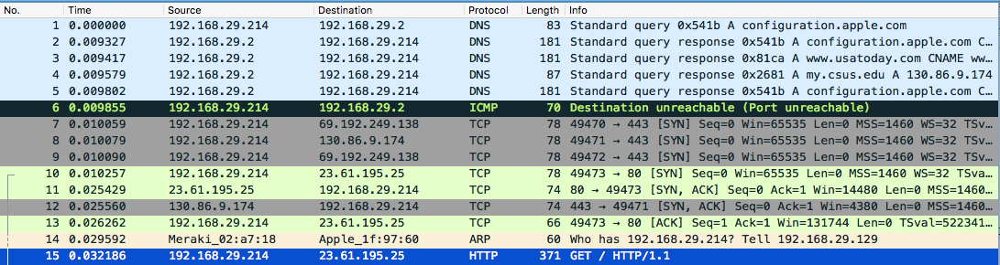 No. Time Source Destination Protocol Length Info
1 0.000000 192.168.29.214 192.168.29.2 DNS 83 Standard query 0x541b A configuration.apple.com
2 0.009327 192.168.29.2 192.168.29.214 DNS 181 Standard query response 0x541b A configuration.apple.com C…
3 0.009417 192.168.29.2 192.168.29.214 DNS 181 Standard query response 0x81ca A www.usatoday.com CNAME ww…
4 0.009579 192.168.29.2 192.168.29.214 DNS 87 Standard query response 0x2681 A my.csus.edu A 130.86.9.174
5 0.009802 192.168.29.2 192.168.29.214 DNS 181 Standard query response 0x541b A configuration.apple.com C…
6 0.009855 192.168.29.214 192.168.29.2 ICMP 70 Destination unreachable (Port unreachable)
7 0.010059 192.168.29.214 69.192.249.138 TCP 78 49470 → 443 [SYN] Seq=0 Win=65535 Len=0 MSS=1460 WS=32 TSv…
8 0.010079 192.168.29.214 130.86.9.174 TCP 78 49471 → 443 [SYN] Seq=0 Win=65535 Len=0 MSS=1460 WS=32 TSv…
9 0.010090 192.168.29.214 69.192.249.138 TCP 78 49472 → 443 [SYN] Seq=0 Win=65535 Len=0 MSS=1460 WS=32 TSv…
10 0.010257 192.168.29.214 23.61.195.25 TCP 78 49473 → 80 [SYN] Seq=0 Win=65535 Len=0 MSS=1460 WS=32 TSva…
11 0.025429 23.61.195.25 192.168.29.214 TCP 74 80 → 49473 [SYN, ACK] Seq=0 Ack=1 Win=14480 Len=0 MSS=1460…
12 0.025560 130.86.9.174 192.168.29.214 TCP 74 443 → 49471 [SYN, ACK] Seq=0 Ack=1 Win=4380 Len=0 MSS=1460…
13 0.026262 192.168.29.214 23.61.195.25 TCP 66 49473 → 80 [ACK] Seq=1 Ack=1 Win=131744 Len=0 TSval=522341…
14 0.029592 Meraki_02:a7:18 Apple_1f:97:60 ARP 60 Who has 192.168.29.214? Tell 192.168.29.129
15 0.032186 192.168.29.214 23.61.195.25 HTTP 371 GET / HTTP/1.1